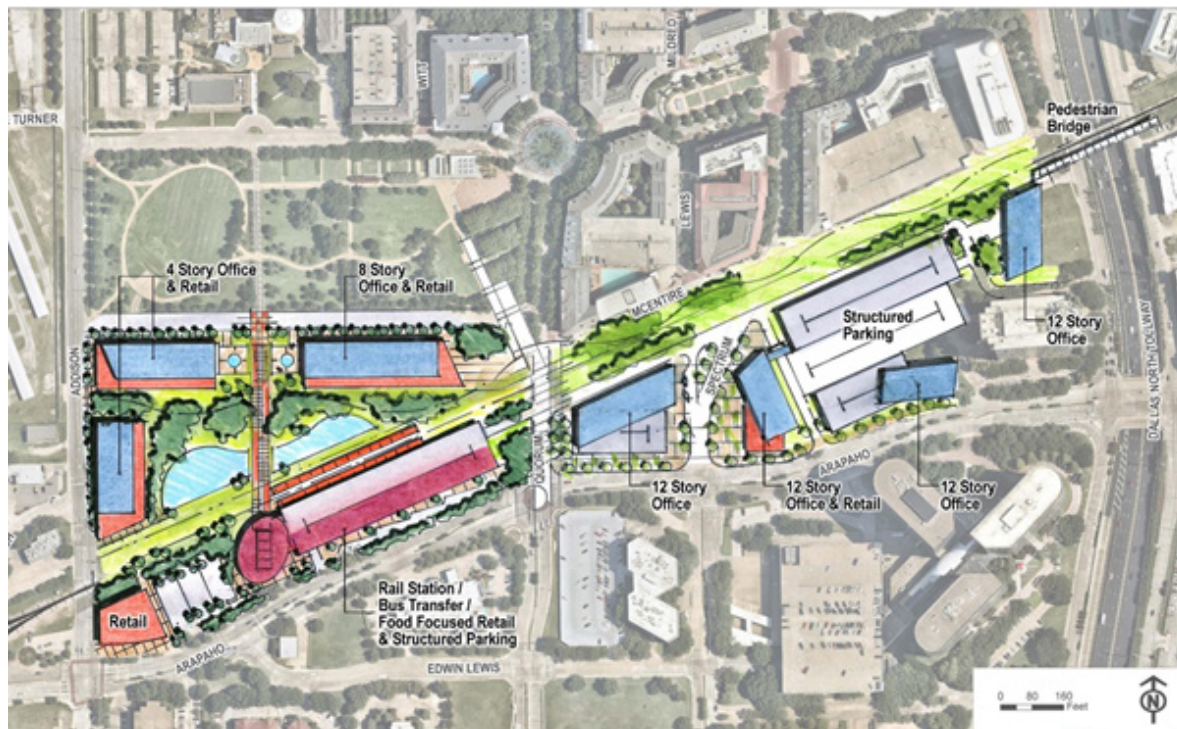 WITT
MILDRED
Pedestrian
Bridge
TURNER
LEWIS
4 Story Office
& Retail
8 Story
Office & Retail
MCENTIRE
Structured
Parking
12 Story
Office
ADDISON
SPECTRUM
DALLAS NORTH TOLLWAY
QUORUM
ARAPAHO
12 Story
Office
12 Story
Office & Retail
12 Story
Office
Rail Station /
Bus Transfer /
Food Focused Retail
& Structured Parking
Retail
ARAPAHO
EDWIN LEWIS
0 80 160
Feet
N